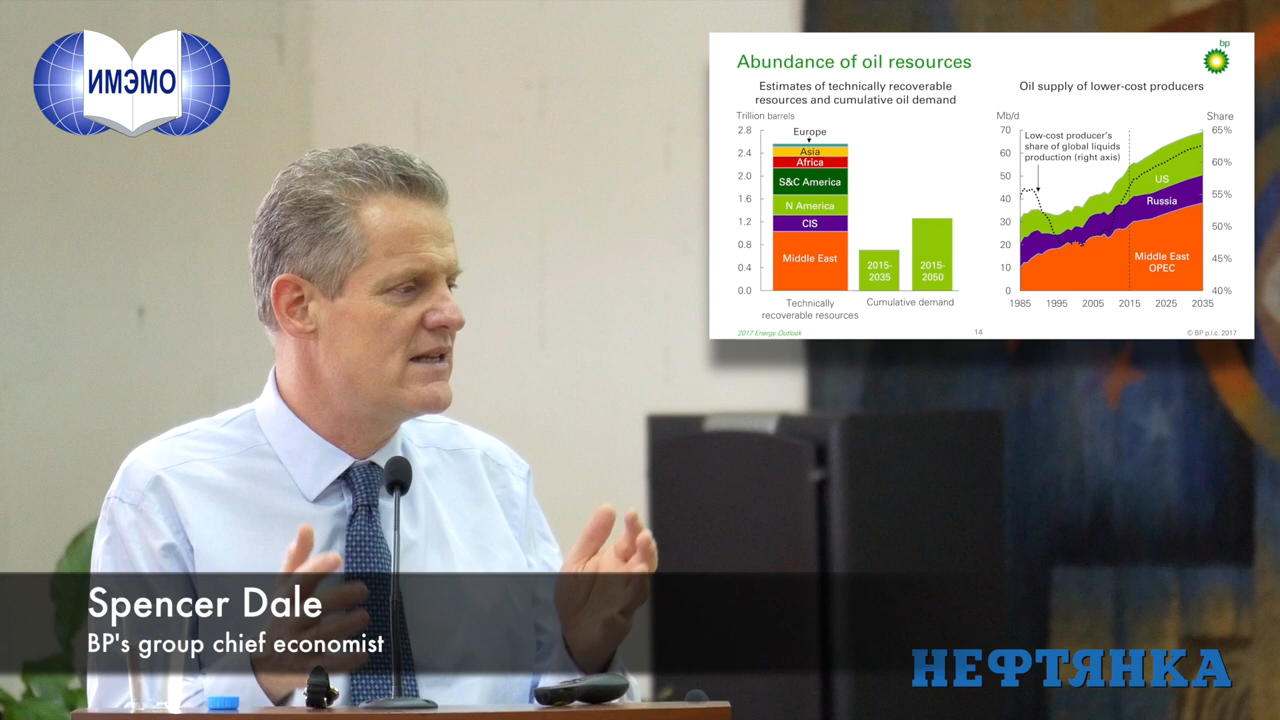 ИМЭМО
bp
Abundance of oil resources
Estimates of technically recoverable
resources and cumulative oil demand
Trillion barrels
2.8
2.4
2.0
1.6
1.2
0.8
0.4
0.0
Europe
Asia
Africa
S&C America
N America
CIS
Middle East
2015-
2035
2015-
2050
Technically
recoverable resources
Cumulative demand
Oil supply of lower-cost producers
Mb/d
Share
70
60
50
40
30
20
10
0
Low-cost producer's
share of global liquids
production (right axis)
US
Russia
Middle East
OPEC
65%
60%
55%
50%
45%
40%
1985 1995 2005 2015 2025 2035
2017 Energy Outlook
14
© BP p.l.c. 2017
Spencer Dale
BP's group chief economist
НЕФТЯНКА